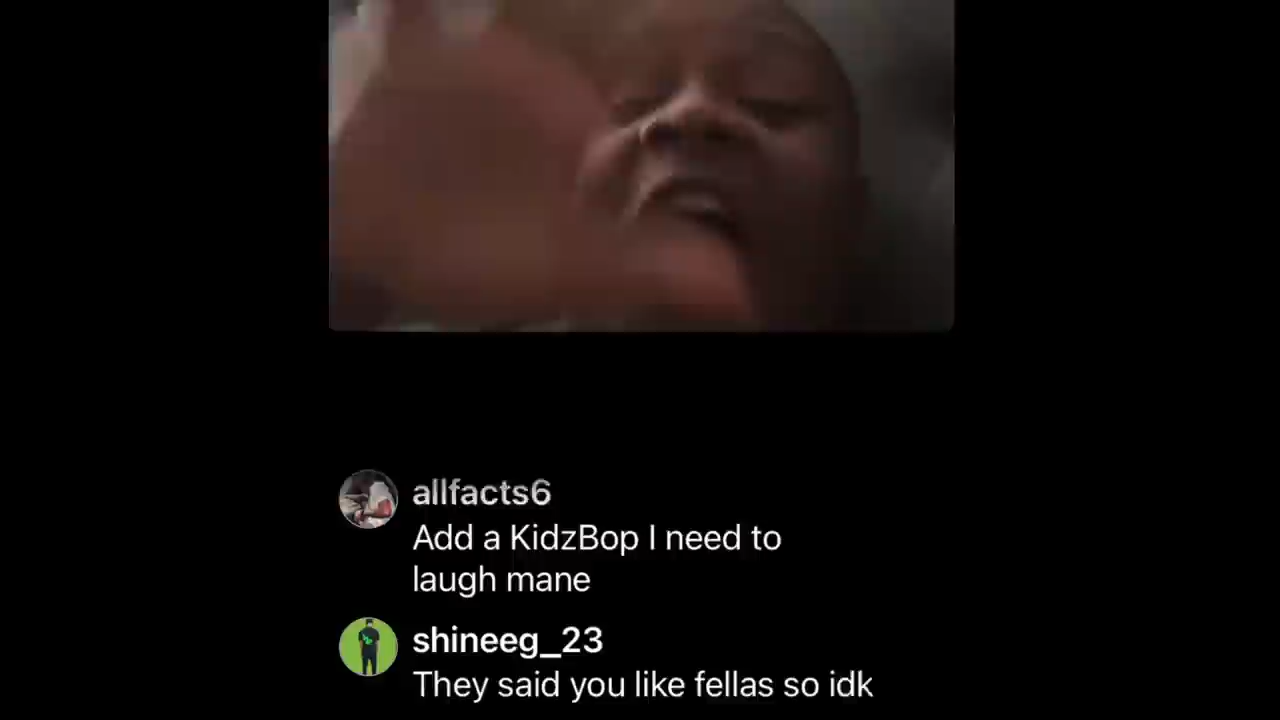 allfacts6
Add a KidzBop I need to
laugh mane
shineeg_23
They said you like fellas so idk